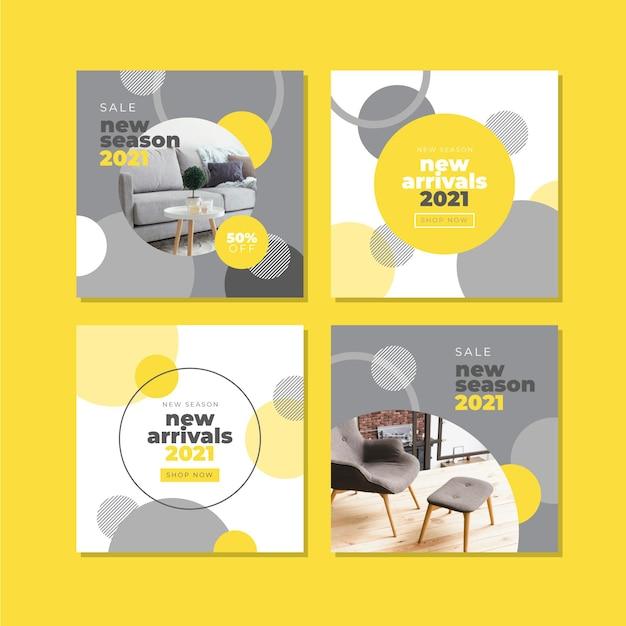 SALE
new
season
2021
50%
OFF
NEW SEASON
new
arrivals
2021
SHOP NOW
NEW SEASON
new
arrivals
2021
SHOP NOW
SALE
new
season
2021